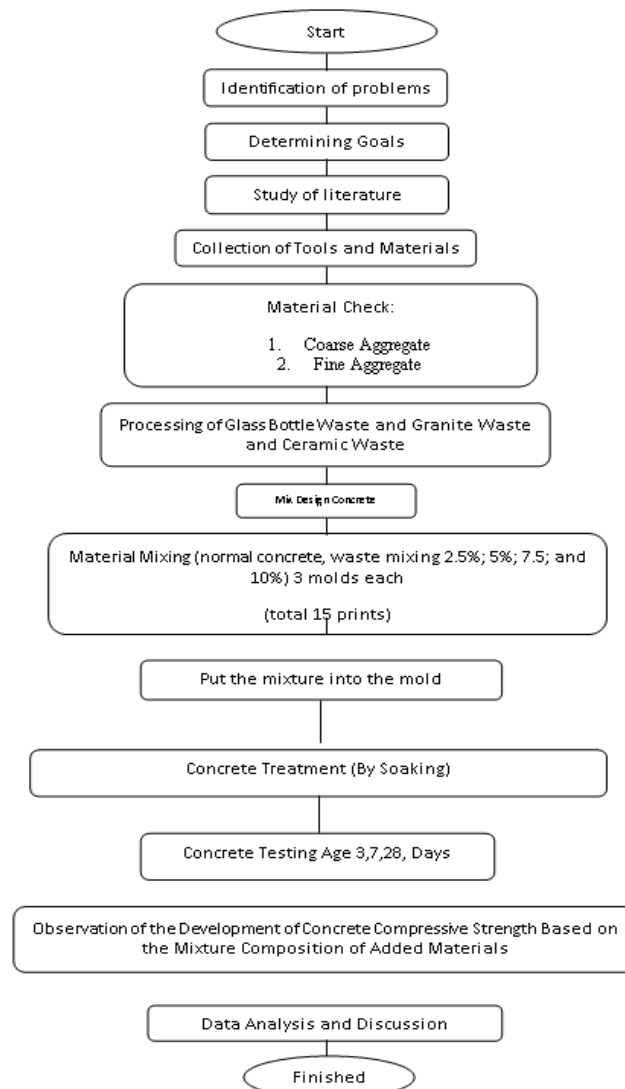 Start
Identification of problems
Determining Goals
Study of literature
Collection of Tools and Materials
Material Check:
1. Coarse Aggregate
2. Fine Aggregate
Processing of Glass Bottle Waste and Granite Waste
and Ceramic Waste
Mix Design Concrete
Material Mixing (normal concrete, waste mixing 2.5%; 5%; 7.5; and
10%) 3 molds each
(total 15 prints)
Put the mixture into the mold
Concrete Treatment (By Soaking)
Concrete Testing Age 3,7,28, Days
Observation of the Development of Concrete Compressive Strength Based on
the Mixture Composition of Added Materials
Data Analysis and Discussion
Finished